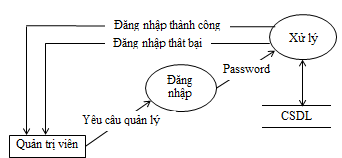 Đăng nhập thành công
Đăng nhập thất bại
Xử lý
Password
Đăng
nhập
CSDL
Yêu cầu quản lý
Quản trị viên